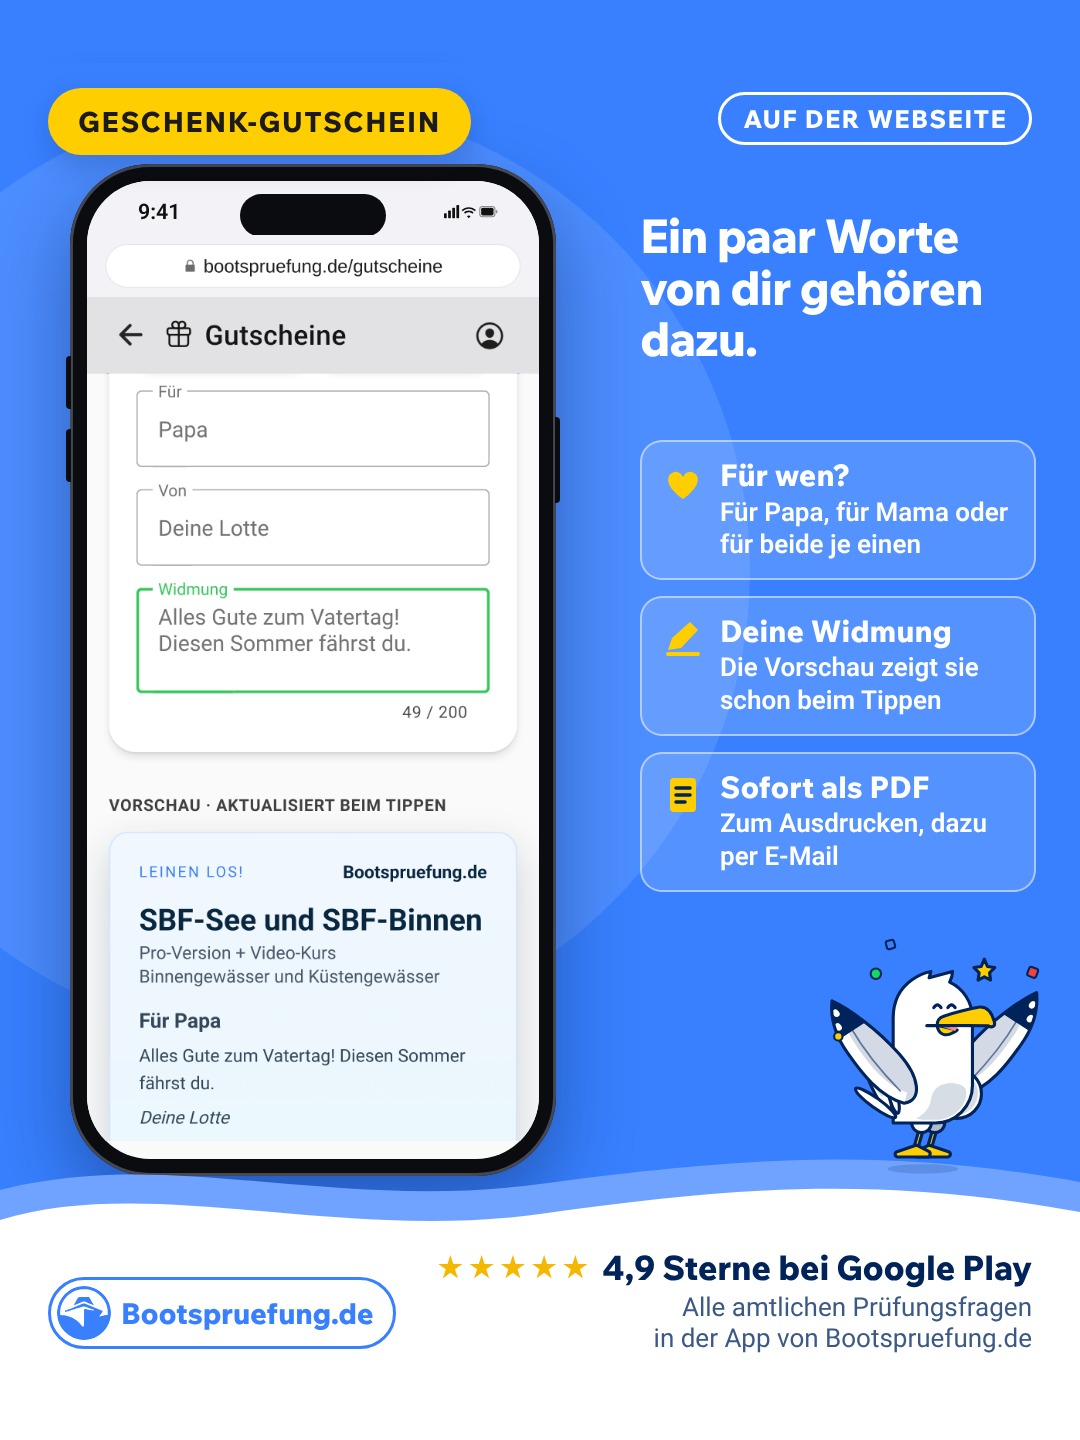 GESCHENK-GUTSCHEIN
AUF DER WEBSEITE
9:41
bootspruefung.de/gutscheine
Gutscheine
Für
Papa
Von
Deine Lotte
Widmung
Alles Gute zum Vatertag!
Diesen Sommer fährst du.
49 / 200
VORSCHAU · AKTUALISIERT BEIM TIPPEN
LEINEN LOS!
Bootspruefung.de
SBF-See und SBF-Binnen
Pro-Version + Video-Kurs
Binnengewässer und Küstengewässer
Für Papa
Alles Gute zum Vatertag! Diesen Sommer
fährst du.
Deine Lotte
Ein paar Worte
von dir gehören
dazu.
Für wen?
Für Papa, für Mama oder
für beide je einen
Deine Widmung
Die Vorschau zeigt sie
schon beim Tippen
Sofort als PDF
Zum Ausdrucken, dazu
per E-Mail
Bootspruefung.de
★★★★★ 4,9 Sterne bei Google Play
Alle amtlichen Prüfungsfragen
in der App von Bootspruefung.de